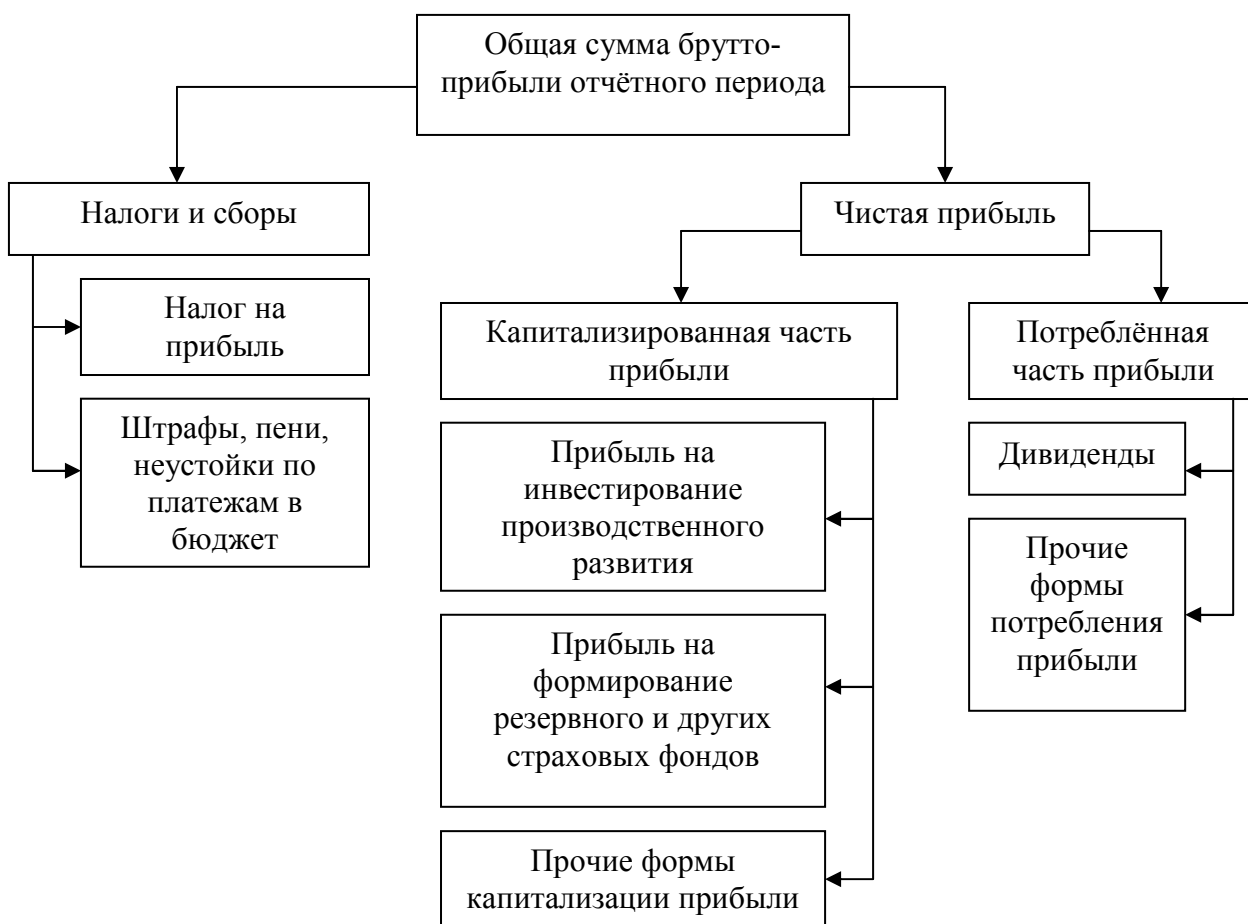 Общая сумма брутто-
прибыли отчётного периода
Налоги и сборы
Чистая прибыль
Налог на
прибыль
Штрафы, пени,
неустойки по
платежам в
бюджет
Капитализированная часть
прибыли
Прибыль на
инвестирование
производственного
развития
Прибыль на
формирование
резервного и других
страховых фондов
Прочие формы
капитализации прибыли
Потреблённая
часть прибыли
Дивиденды
Прочие
формы
потребления
прибыли